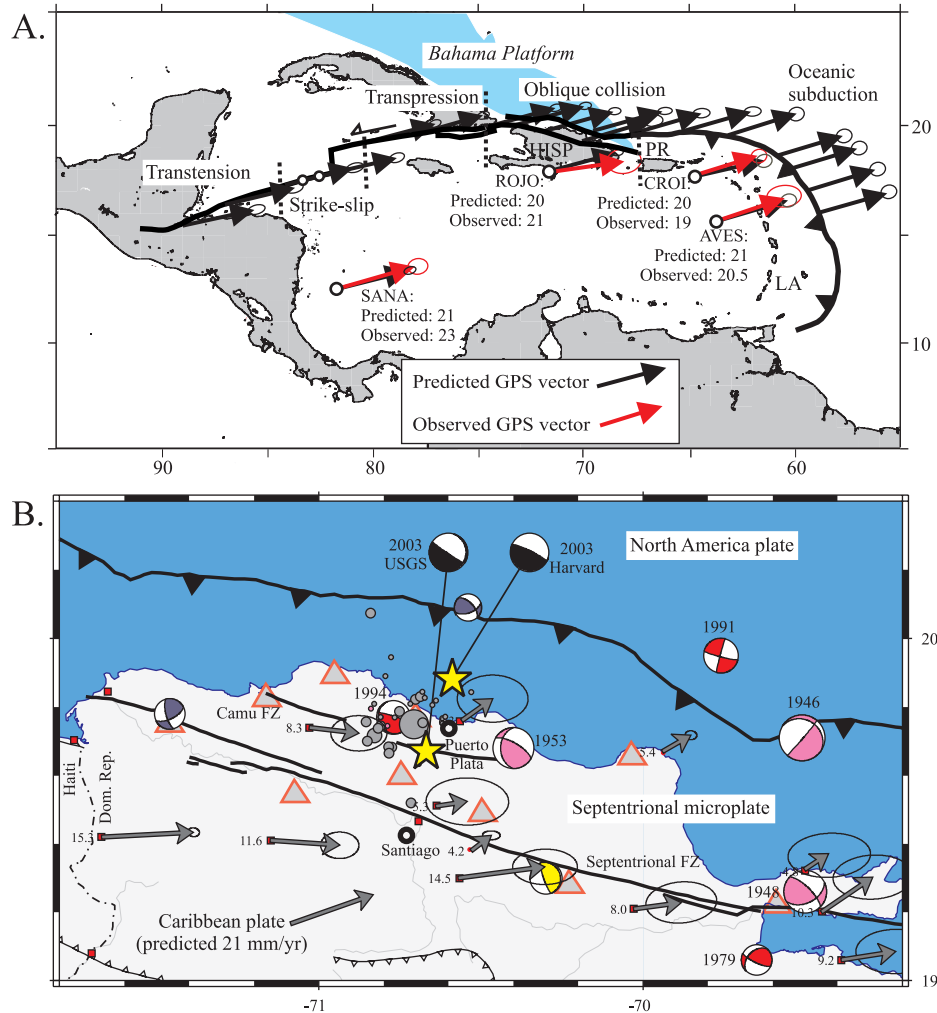 A.
Bahama Platform
Oceanic
subduction
Oblique collision
Transpression
20
HISP
PR
Transtension
Strike-slip
ROJO:
Predicted: 20
Observed: 21
CROI:
Predicted: 20
Observed: 19
AVES:
Predicted: 21
Observed: 20.5
LA
SANA:
Predicted: 21
Observed: 23
10
Predicted GPS vector
Observed GPS vector
90
80
70
60
B.
2003
USGS
2003
Harvard
North America plate
20
1991
1994
Camu FZ
8.3
Puerto
Plata
1953
1946
5.4
Haiti
Dom. Rep.
Septentrional microplate
5.3
15.3
11.6
Santiago
4.2
14.5
Septentrional FZ
1948
8.0
10.3
Caribbean plate
(predicted 21 mm/yr)
1979
9.2
19
-71
-70